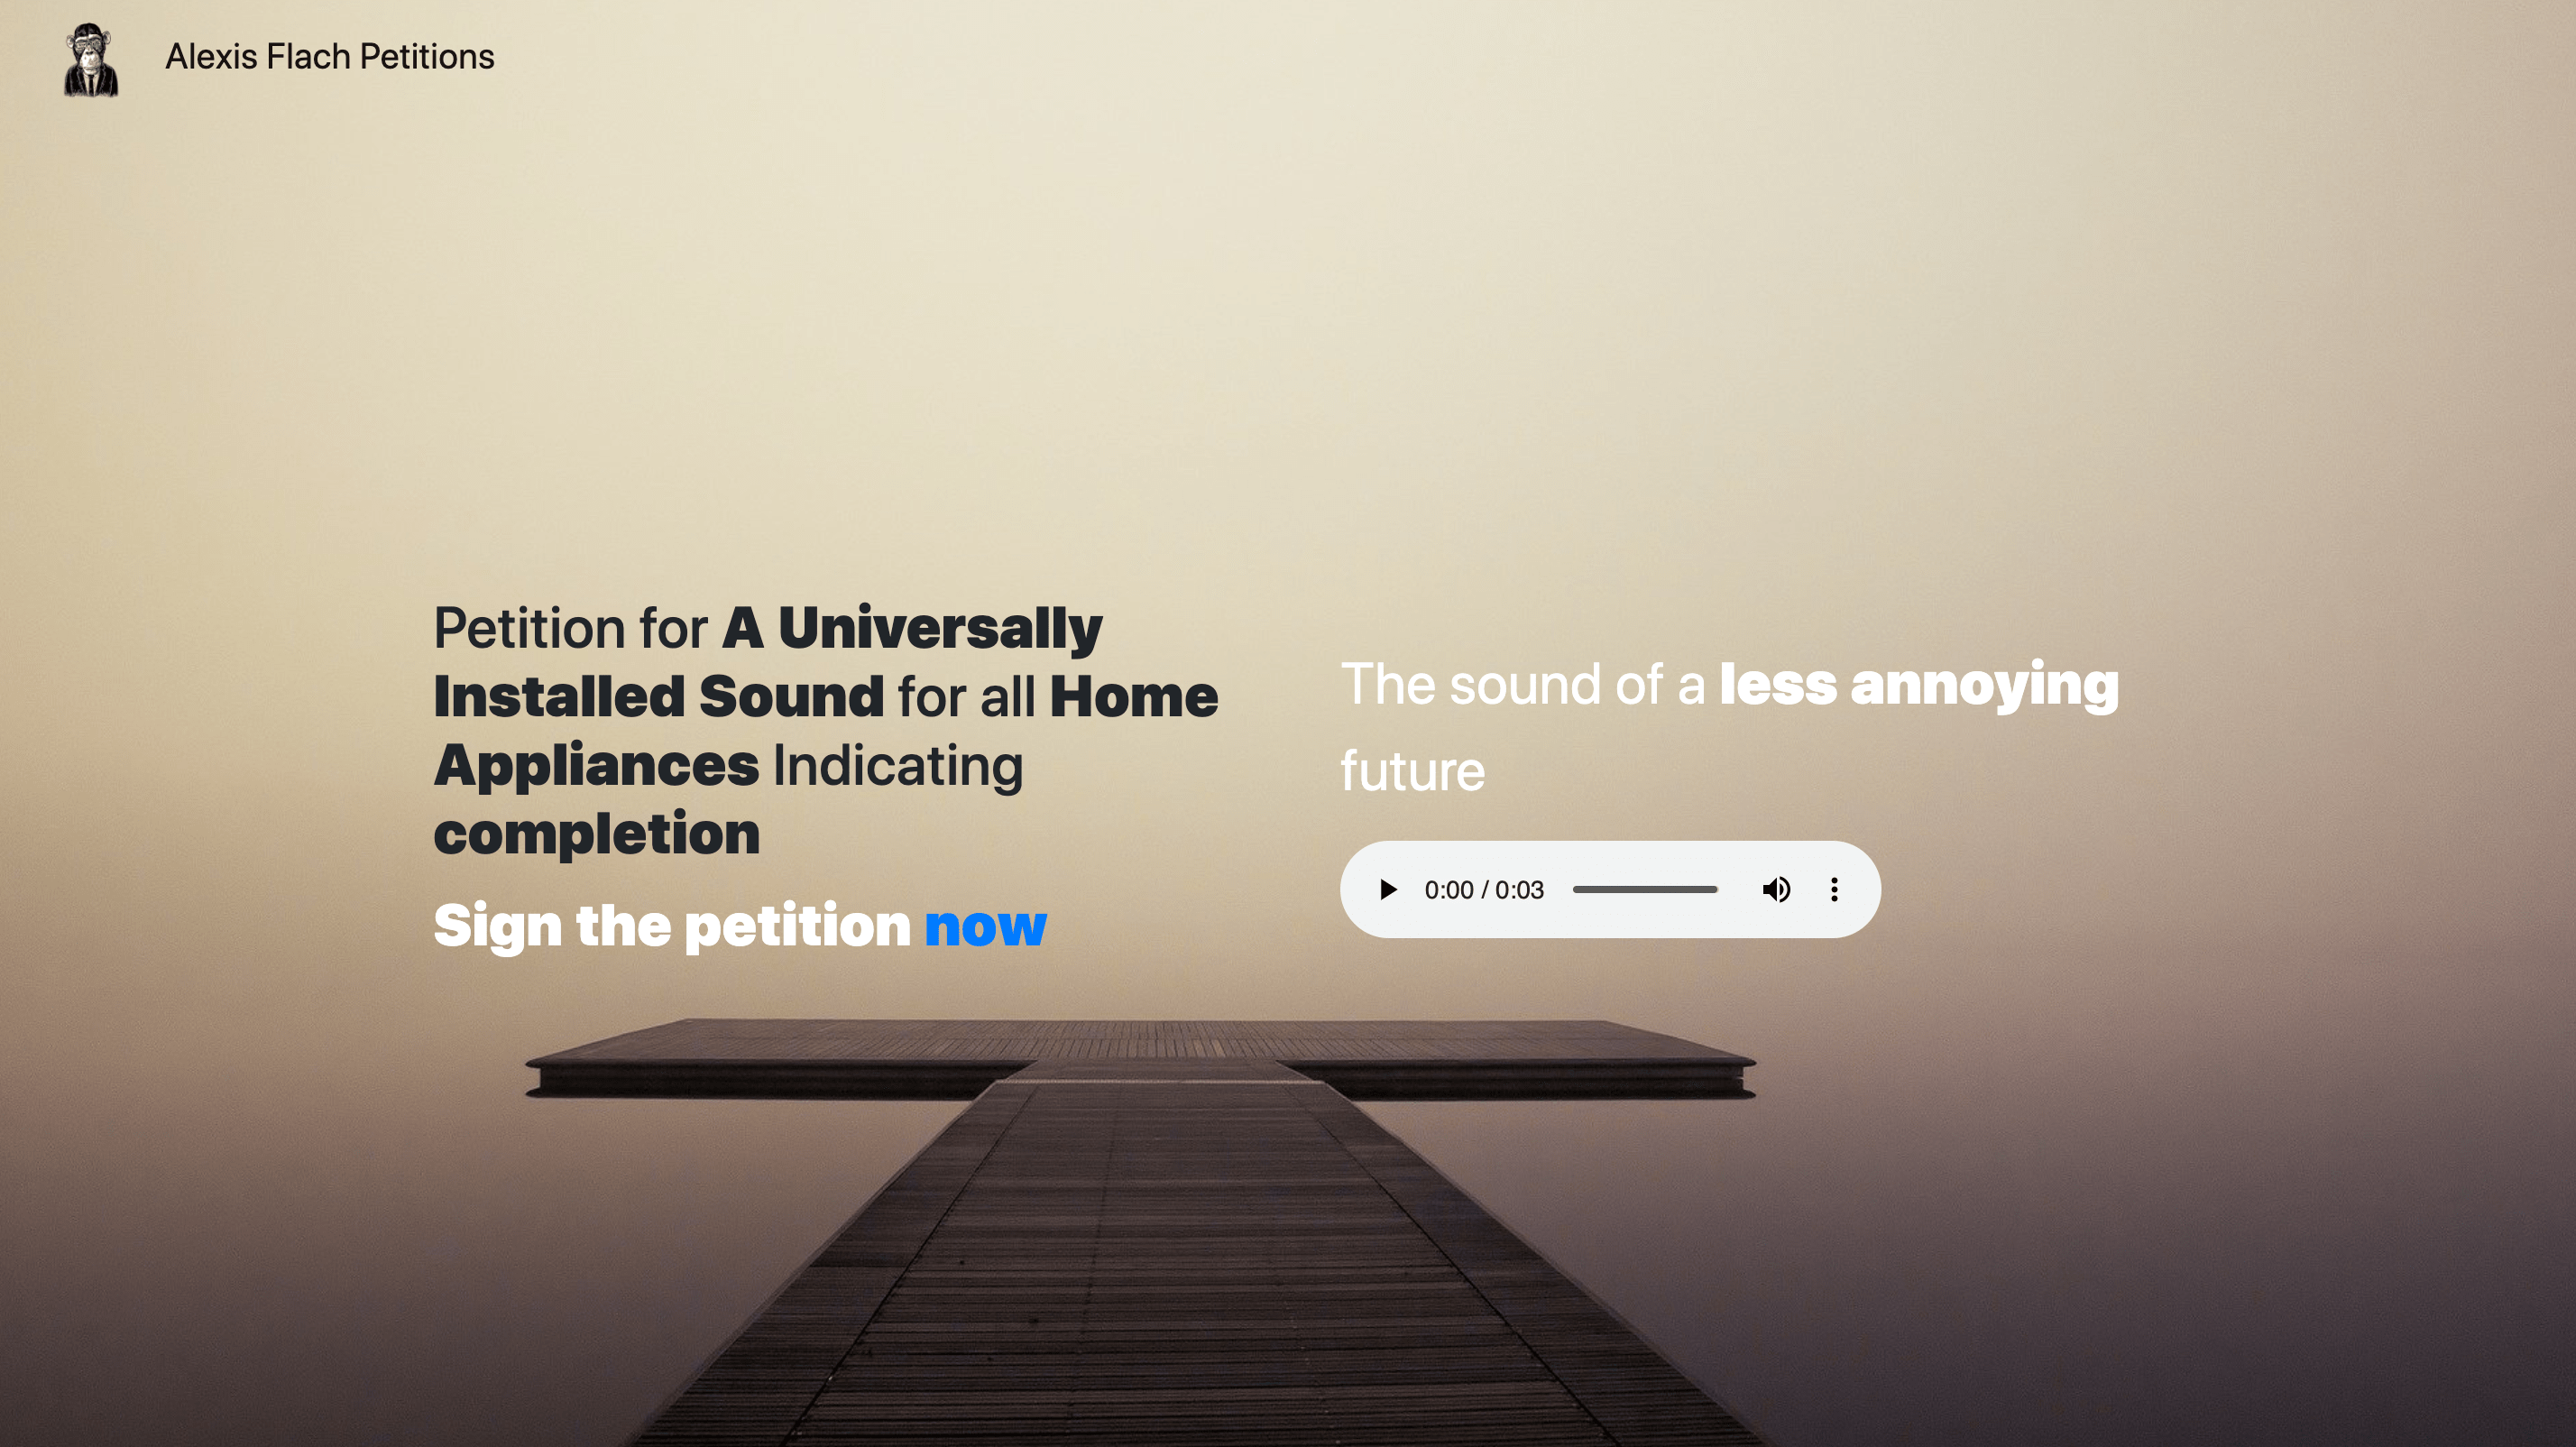 Alexis Flach Petitions
Petition for A Universally
Installed Sound for all Home
Appliances Indicating
completion
Sign the petition now
The sound of a less annoying
future
0:00 / 0:03